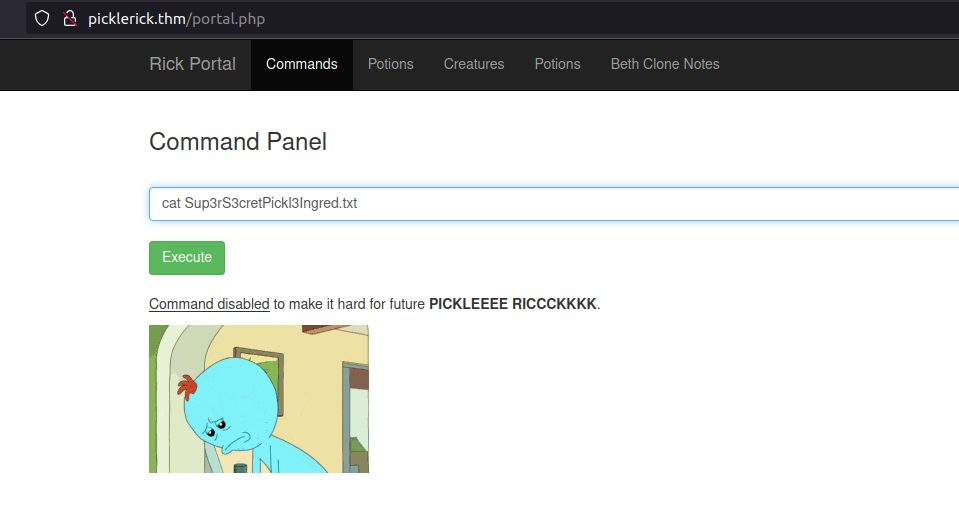 picklerick.thm/portal.php
Rick Portal Commands Potions Creatures Potions Beth Clone Notes
Command Panel
cat Sup3rS3cretPickl3Ingred.txt
Execute
Command disabled to make it hard for future PICKLEEEE RICCCKKKK.